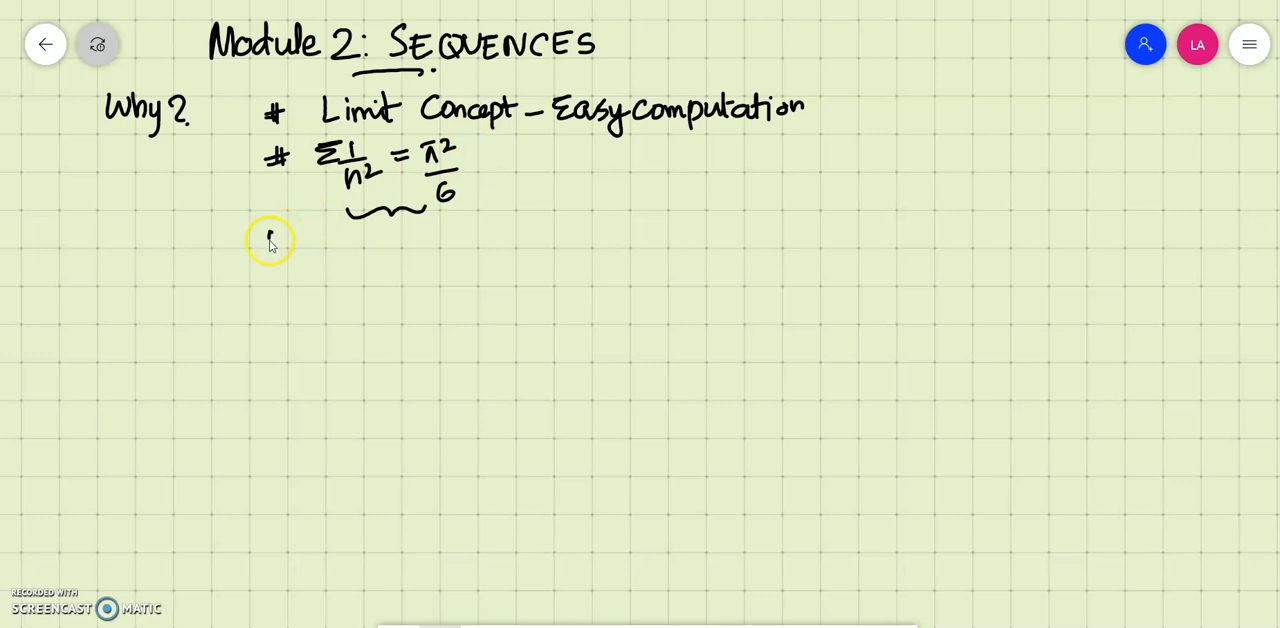 Module 2: SEQUENCES
LA
Why? # Limit Concept - Easy computation
# Σ 1/n² = π²/6
RECORDED WITH
SCREENCAST MATIC